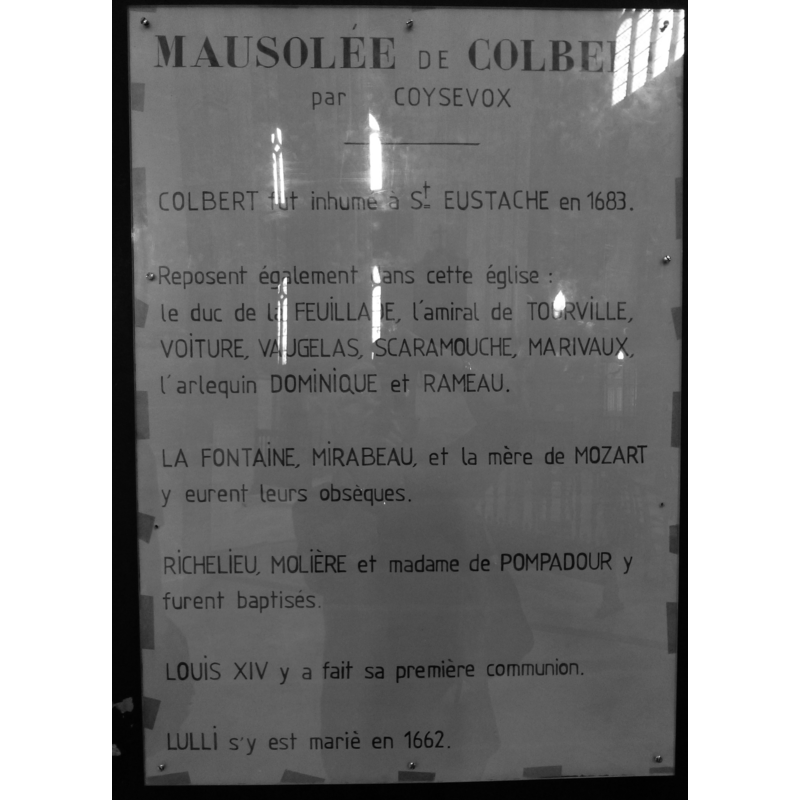 MAUSOLÉE DE COLBE
par COYSEVOX
COLBERT fut inhumé à St EUSTACHE en 1683.
Reposent également dans cette église :
le duc de la FEUILLADE, l'amiral de TOURVILLE,
VOITURE, VAUGELAS, SCARAMOUCHE, MARIVAUX,
l'arlequin DOMINIQUE et RAMEAU.
LA FONTAINE, MIRABEAU, et la mère de MOZART
y eurent leurs obsèques.
RICHELIEU, MOLIÈRE et madame de POMPADOUR y
furent baptisés.
LOUIS XIV y a fait sa première communion.
LULLI s'y est mariè en 1662.